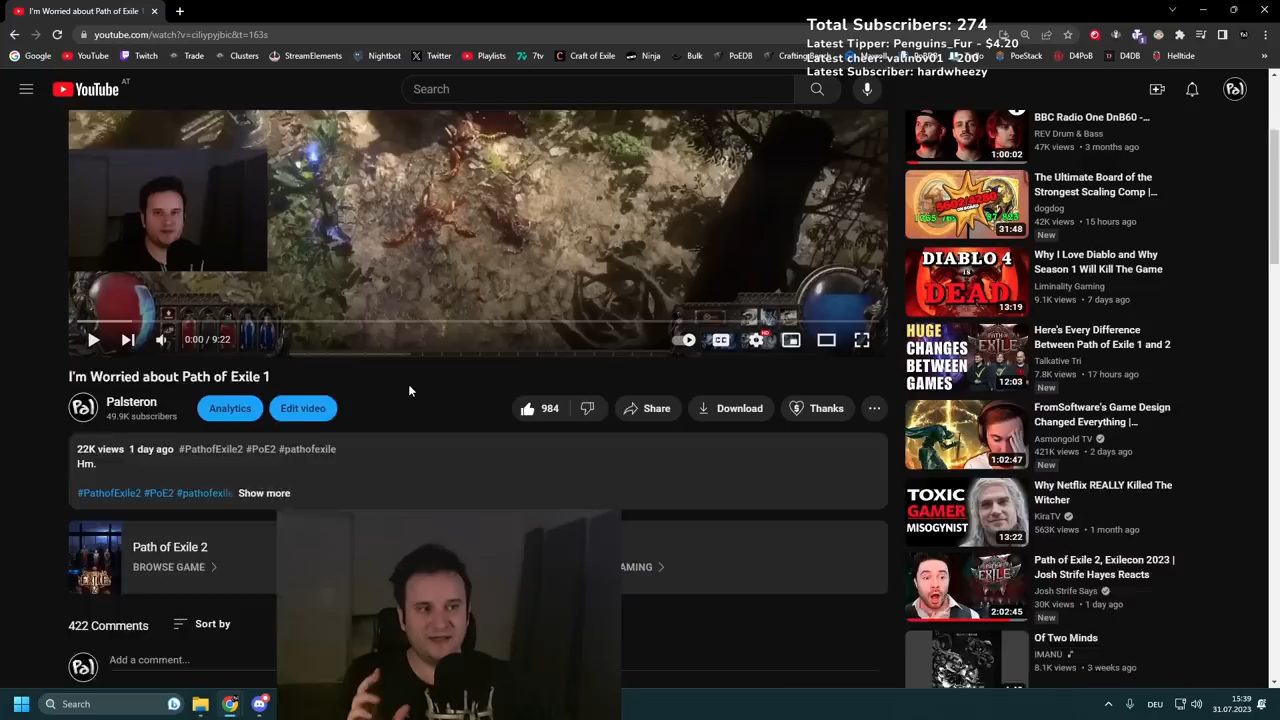 I'm Worried about Path of Exile 1
Total Subscribers: 274
youtube.com/watch?v=ciliypyjbic&t=163s
Latest Tipper: Penguins_Fur - $4.20
Google
YouTube
Twitch
Trade
Cluster
StreamElements
Nightbot
Twitter
Playlists
7tv
Craft of Exile
Ninja
Bulk
PoEDB
PoeStack
D4PoB
D4DB
Helltide
Latest Subscriber: hardwheezy
YouTube
AT
Search
PoI
BBC Radio One DnB60 -...
REV Drum & Bass
47K views • 3 months ago
1:00:02
The Ultimate Board of the
Strongest Scaling Comp |...
dogdog
42K views • 15 hours ago
New
ON BOARD
31:48
DIABLO 4
IS
DEAD
13:19
Why I Love Diablo and Why
Season 1 Will Kill The Game
Liminality Gaming
9.1K views • 7 days ago
HUGE
CHANGES
BETWEEN
GAMES
12:03
Here's Every Difference
Between Path of Exile 1 and 2
Talkative Tri
7.8K views • 17 hours ago
New
0:00 / 9:22
CC
HD
I'm Worried about Path of Exile 1
Palsteron
49.9K subscribers
Analytics
Edit video
984
Share
Download
Thanks
FromSoftware's Game Design
Changed Everything |...
Asmongold TV
421K views • 2 days ago
New
1:02:47
22K views 1 day ago #PathofExile2 #PoE2 #pathofexile
Hm.
#PathofExile2 #PoE2 #pathofexile
Show more
TOXIC
GAMER
MISOGYNIST
13:22
Why Netflix REALLY Killed The
Witcher
KiraTV
563K views • 1 month ago
Path of Exile 2
BROWSE GAME
AMING
EXILE
2:02:45
Path of Exile 2, Exilecon 2023 |
Josh Strife Hayes Reacts
Josh Strife Says
30K views • 1 day ago
New
422 Comments
Sort by
Add a comment...
Of Two Minds
IMANU
8.1K views • 3 weeks ago
Search
DEU
15:39
31.07.2023